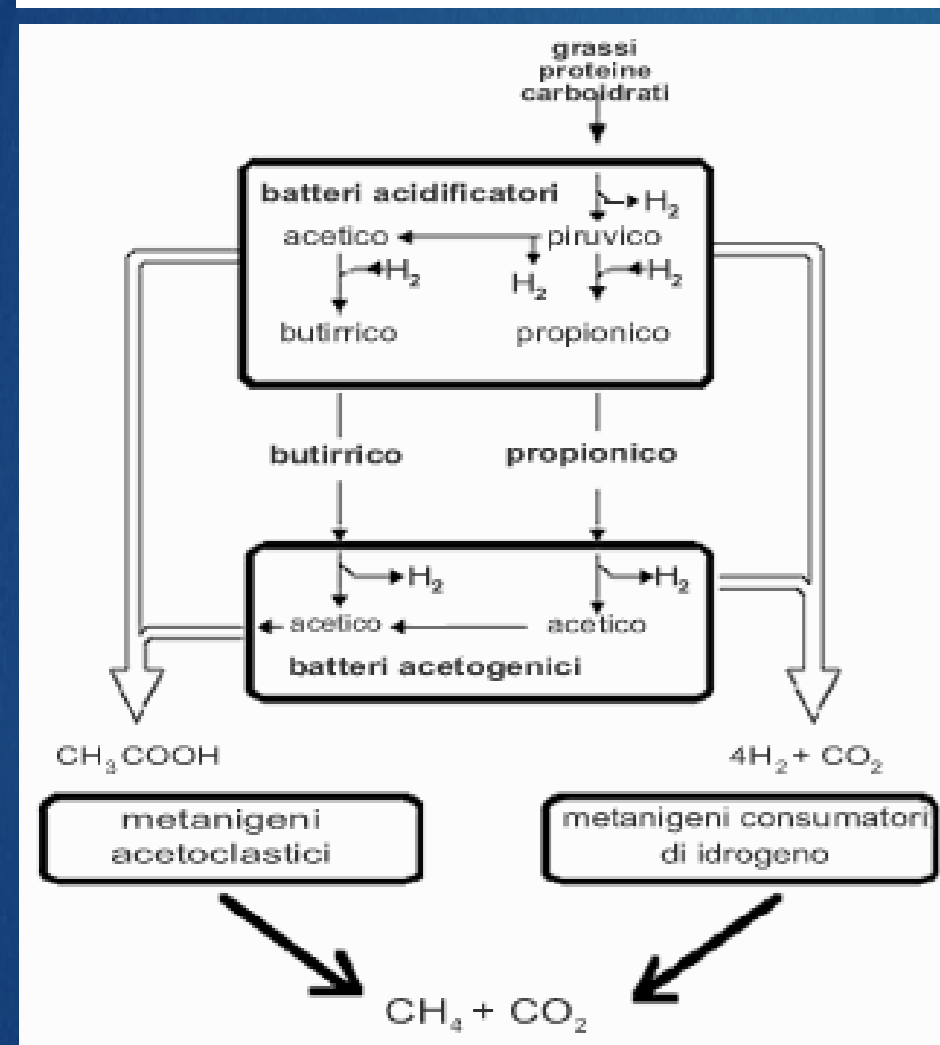 grassi
proteine
carboidrati
batteri acidificatori
H₂
acetico
piruvico
H₂
H₂
H₂
butirrico
propionico
butirrico
propionico
H₂
H₂
acetico
acetico
batteri acetogenici
CH₃COOH
4H₂ + CO₂
metanigeni
acetoclastici
metanigeni consumatori
di idrogeno
CH₄ + CO₂